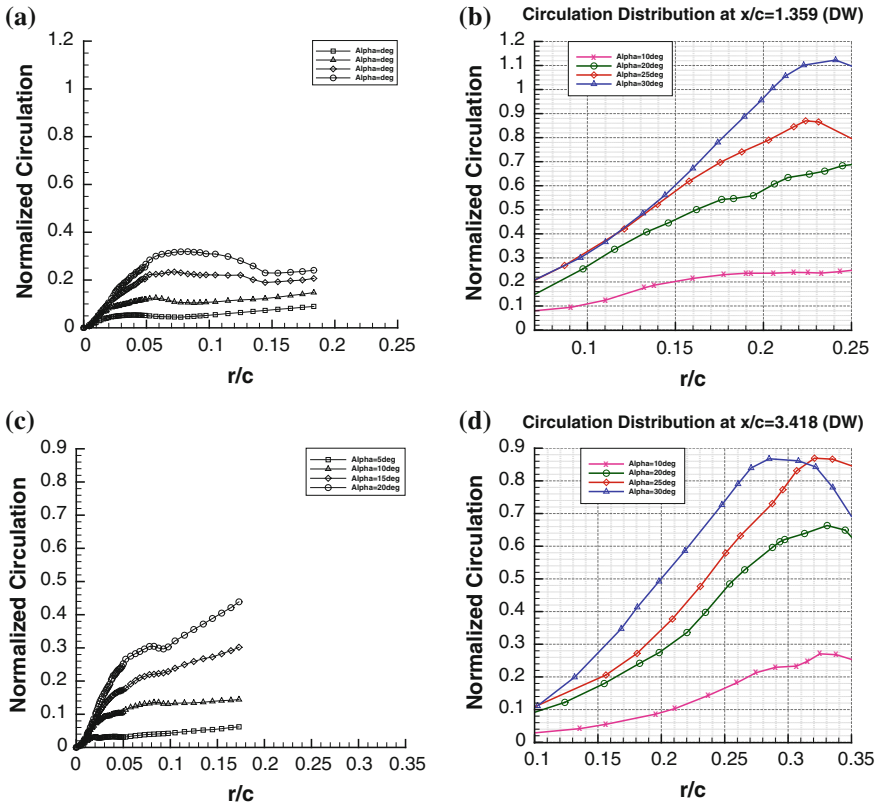 (a)
Alpha=deg
Alpha=deg
Alpha=deg
Alpha=deg
1.2
1
0.8
0.6
0.4
0.2
0
Normalized Circulation
0 0.05 0.1 0.15 0.2 0.25
r/c
(b)
Circulation Distribution at x/c=1.359 (DW)
Alpha=10deg
Alpha=20deg
Alpha=25deg
Alpha=30deg
1.2
1.1
1
0.9
0.8
0.7
0.6
0.5
0.4
0.3
0.2
0.1
0
Normalized Circulation
0.1 0.15 0.2 0.25
r/c
(c)
Alpha=5deg
Alpha=10deg
Alpha=15deg
Alpha=20deg
0.9
0.8
0.7
0.6
0.5
0.4
0.3
0.2
0.1
0
Normalized Circulation
0 0.05 0.1 0.15 0.2 0.25 0.3 0.35
r/c
(d)
Circulation Distribution at x/c=3.418 (DW)
Alpha=10deg
Alpha=20deg
Alpha=25deg
Alpha=30deg
0.9
0.8
0.7
0.6
0.5
0.4
0.3
0.2
0.1
0
Normalized Circulation
0.1 0.15 0.2 0.25 0.3 0.35
r/c